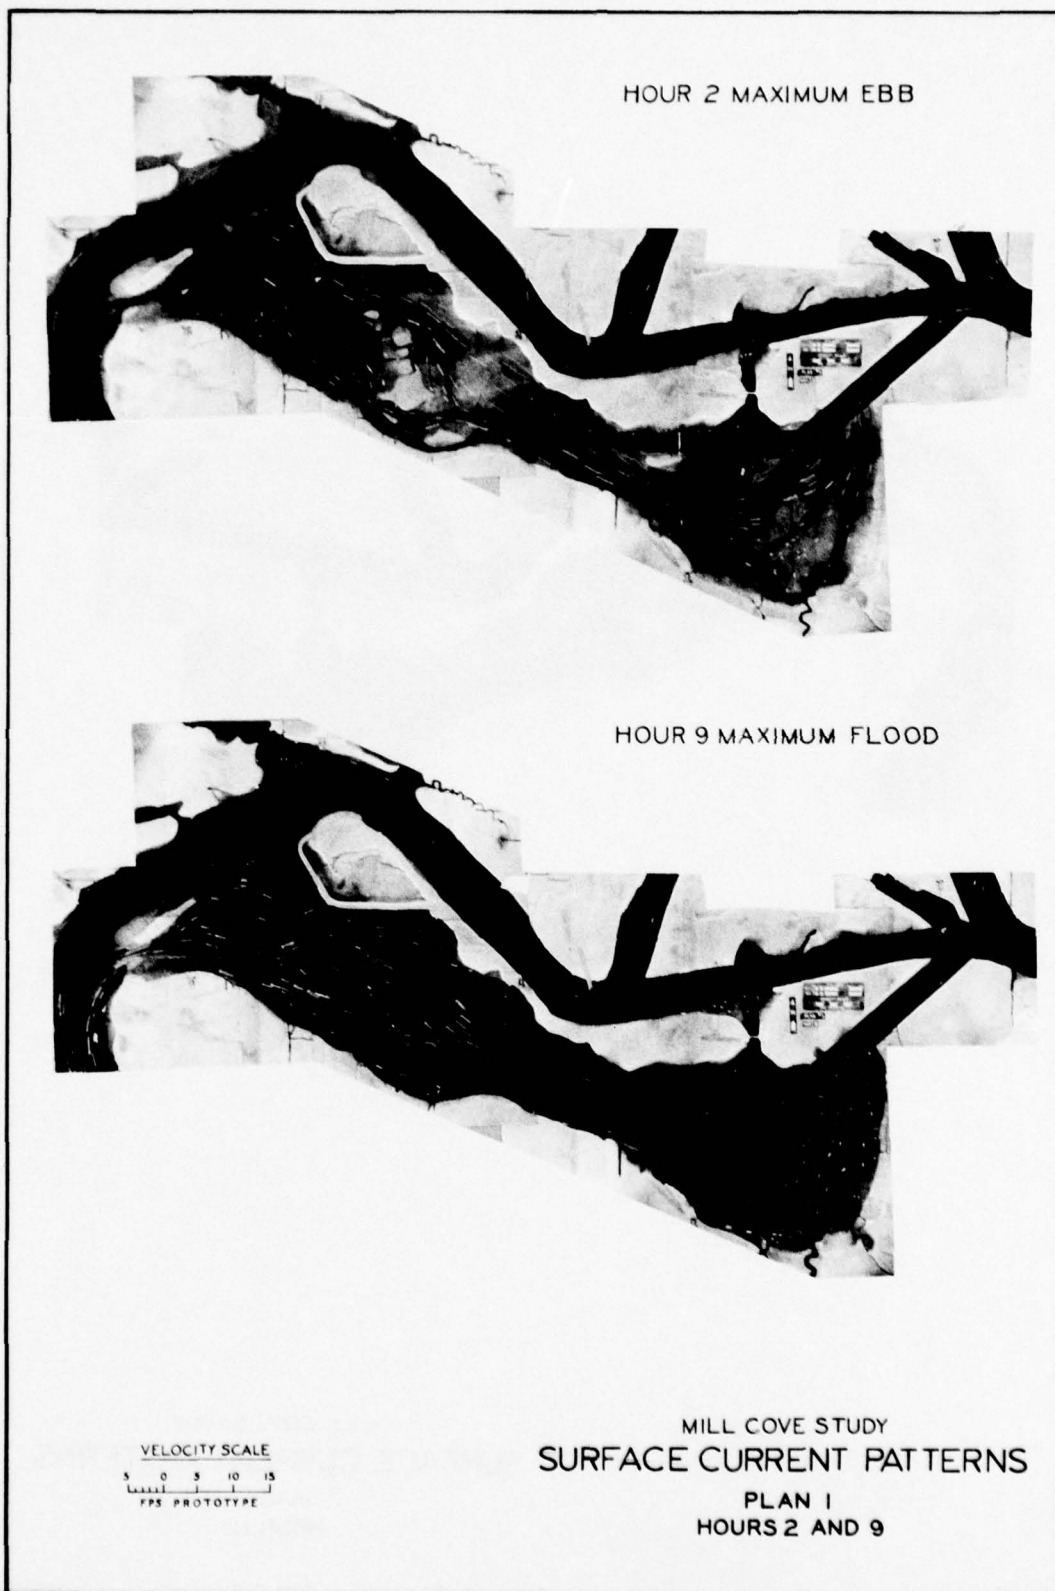 HOUR 2 MAXIMUM EBB
HOUR 9 MAXIMUM FLOOD
VELOCITY SCALE
5 0 5 10 15
FPS PROTOTYPE
MILL COVE STUDY
SURFACE CURRENT PATTERNS
PLAN 1
HOURS 2 AND 9